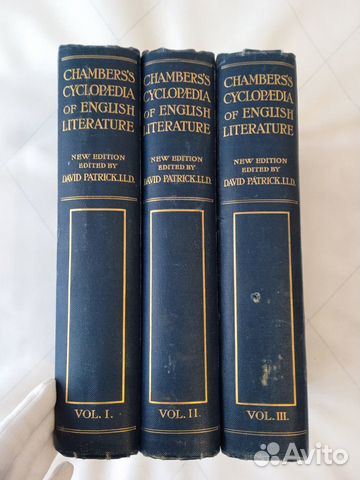 CHAMBERS'S
CYCLOPÆDIA
OF ENGLISH
LITERATURE
NEW EDITION
EDITED BY
DAVID PATRICK.LL.D.
VOL. I.
CHAMBERS'S
CYCLOPÆDIA
OF ENGLISH
LITERATURE
NEW EDITION
EDITED BY
DAVID PATRICK.LL.D.
VOL. II.
CHAMBERS'S
CYCLOPÆDIA
OF ENGLISH
LITERATURE
NEW EDITION
EDITED BY
DAVID PATRICK.LL.D.
VOL. III.
Avito